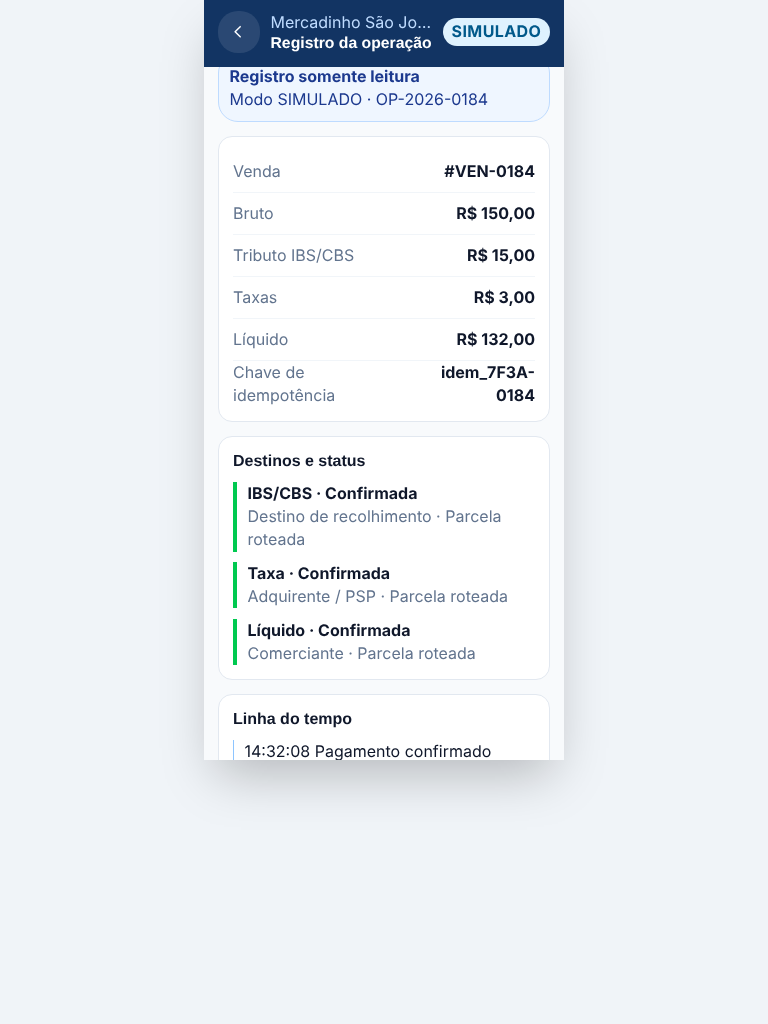 Mercadinho São Jo...
Registro da operação
SIMULADO
Registro somente leitura
Modo SIMULADO · OP-2026-0184
Venda #VEN-0184
Bruto R$ 150,00
Tributo IBS/CBS R$ 15,00
Taxas R$ 3,00
Líquido R$ 132,00
Chave de idempotência
idem_7F3A-0184
Destinos e status
IBS/CBS · Confirmada
Destino de recolhimento · Parcela
roteada
Taxa · Confirmada
Adquirente / PSP · Parcela roteada
Líquido · Confirmada
Comerciante · Parcela roteada
Linha do tempo
14:32:08 Pagamento confirmado